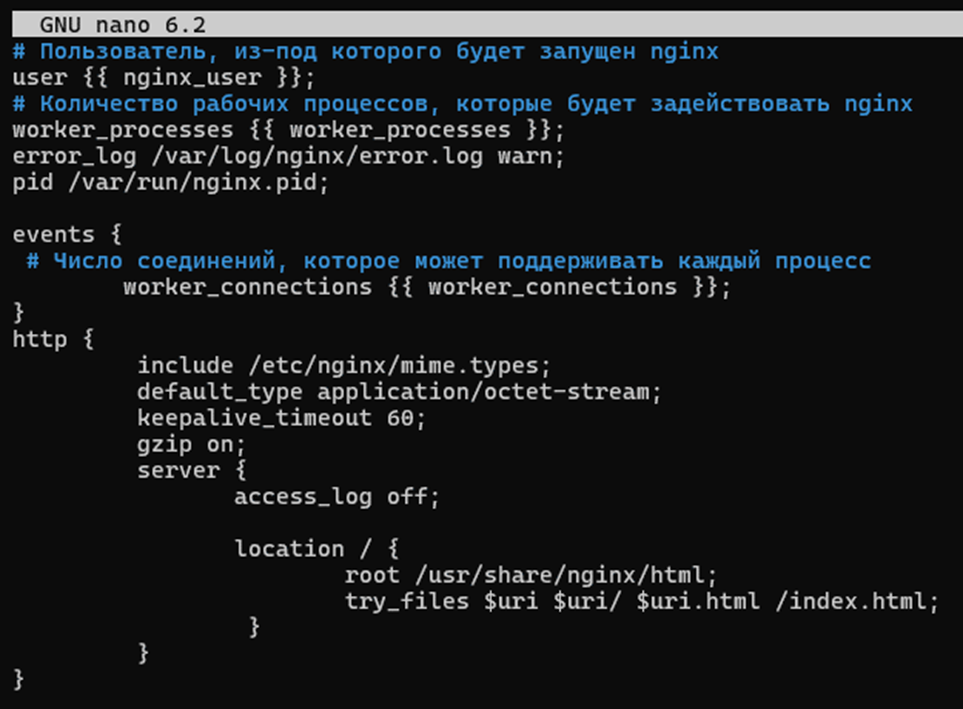 GNU nano 6.2
# Пользователь, из-под которого будет запущен nginx
user {{ nginx_user }};
# Количество рабочих процессов, которые будет задействовать nginx
worker_processes {{ worker_processes }};
error_log /var/log/nginx/error.log warn;
pid /var/run/nginx.pid;

events {
 # Число соединений, которое может поддерживать каждый процесс
        worker_connections {{ worker_connections }};
}
http {
         include /etc/nginx/mime.types;
         default_type application/octet-stream;
         keepalive_timeout 60;
         gzip on;
         server {
                access_log off;

                location / {
                        root /usr/share/nginx/html;
                        try_files $uri $uri/ $uri.html /index.html;
                 }
         }
}